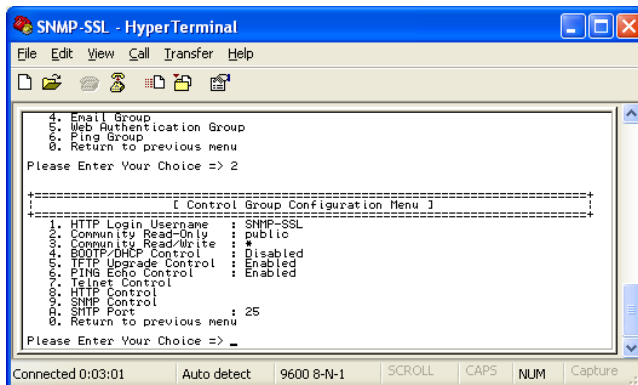 SNMP-SSL - HyperTerminal
File Edit View Call Transfer Help
4. Email Group
5. Web Authentication Group
6. Ping Group
0. Return to previous menu
Please Enter Your Choice => 2
[ Control Group Configuration Menu ]
1. HTTP Login Username : SNMP-SSL
2. Community Read-Only : public
3. Community Read/Write : *
4. BOOTP/DHCP Control : Disabled
5. TFTP Upgrade Control : Enabled
6. PING Echo Control : Enabled
7. Telnet Control
8. HTTP Control
9. SNMP Control
A. SMTP Port : 25
0. Return to previous menu
Please Enter Your Choice => _
Connected 0:03:01 Auto detect 9600 8-N-1 SCROLL CAPS NUM Capture